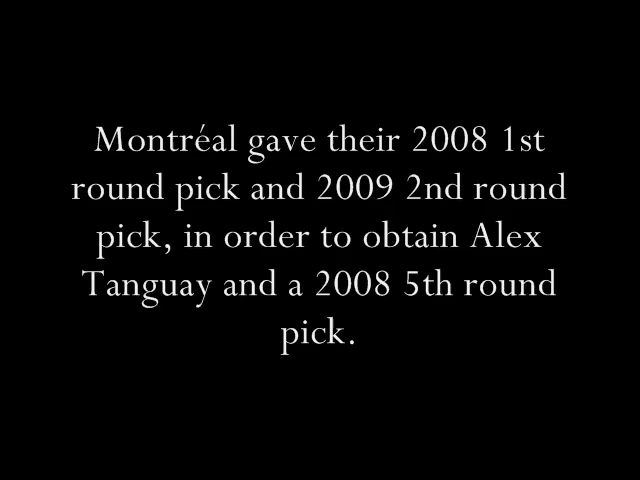 Montréal gave their 2008 1st
round pick and 2009 2nd round
pick, in order to obtain Alex
Tanguay and a 2008 5th round
pick.